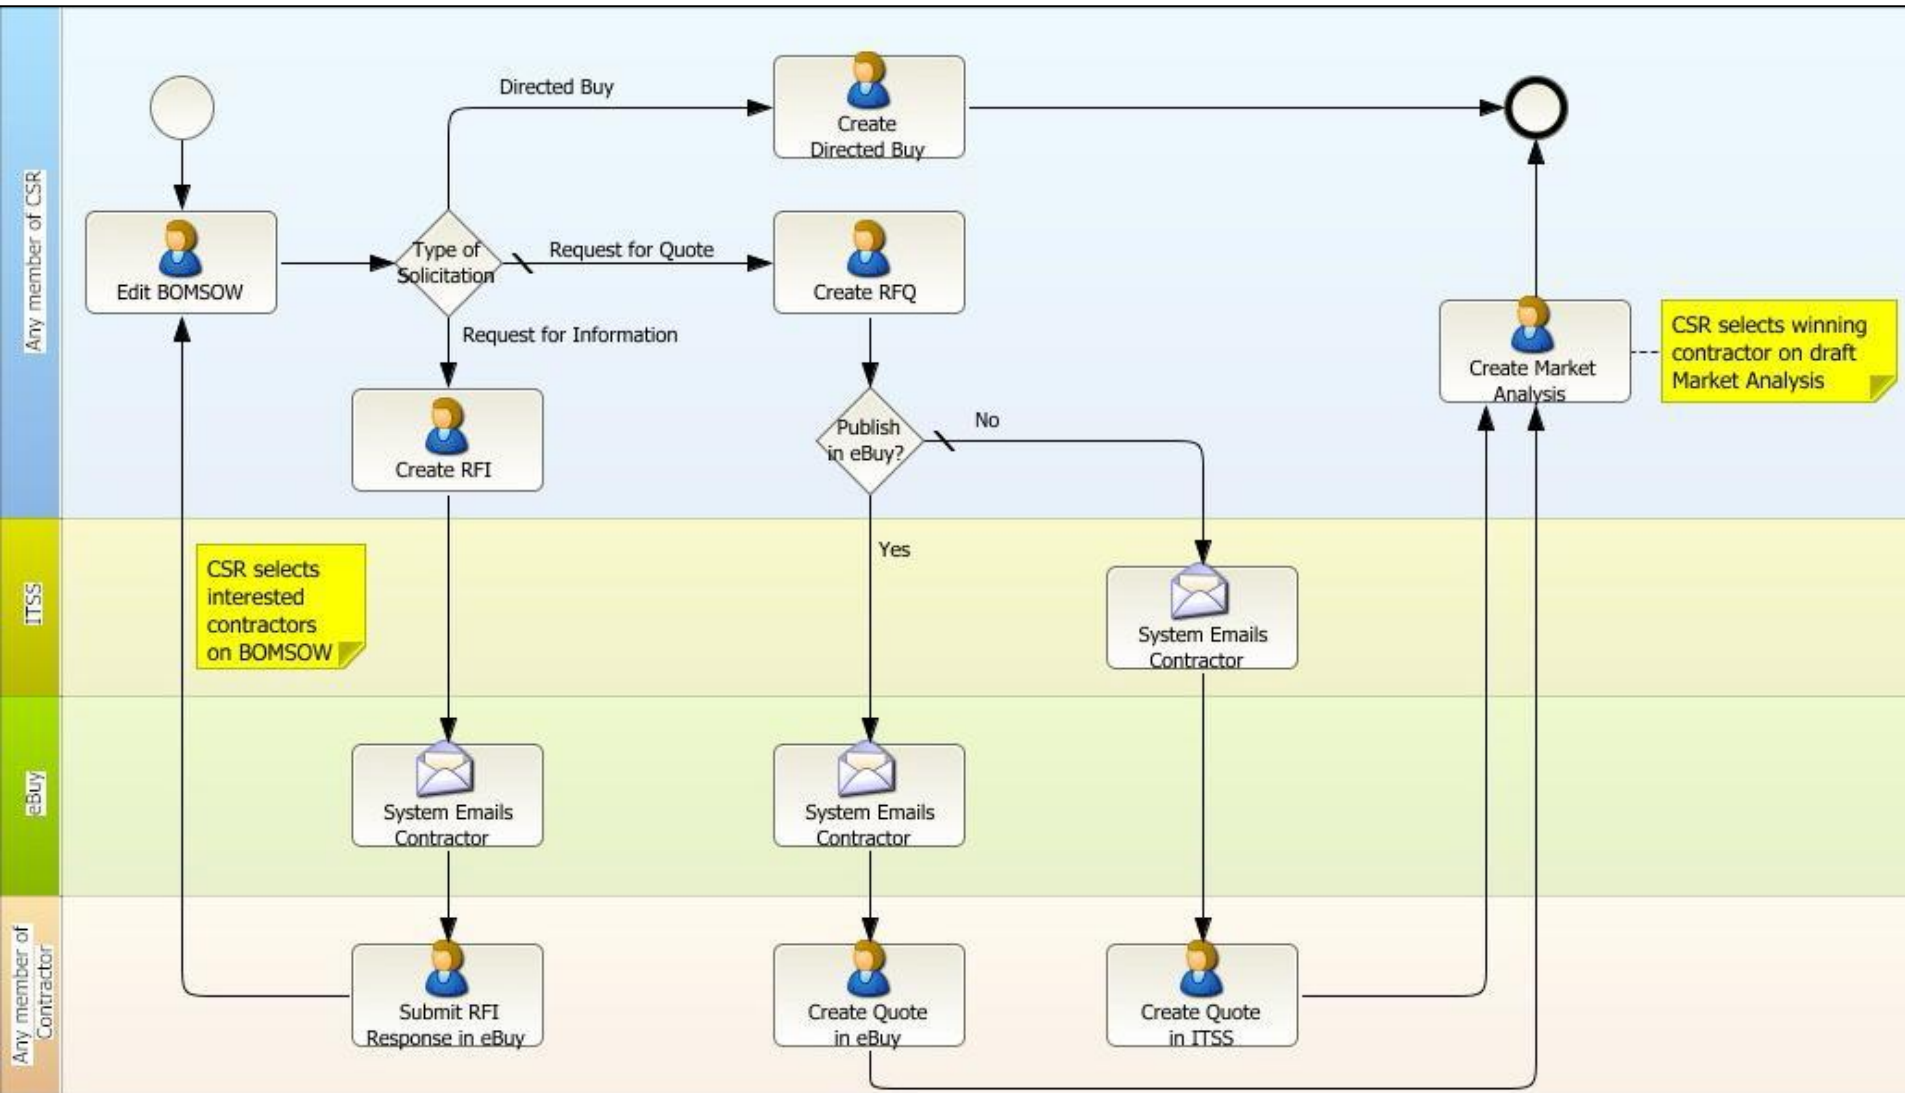 Any member of CSR
Directed Buy
Create
Directed Buy
Edit BOMSOW
Type of
Solicitation
Request for Quote
Create RFQ
Request for Information
Create RFI
Publish
in eBuy?
No
Yes
Create Market
Analysis
CSR selects winning
contractor on draft
Market Analysis
ITSS
CSR selects
interested
contractors
on BOMSOW
System Emails
Contractor
eBuy
System Emails
Contractor
System Emails
Contractor
Any member of
Contractor
Submit RFI
Response in eBuy
Create Quote
in eBuy
Create Quote
in ITSS